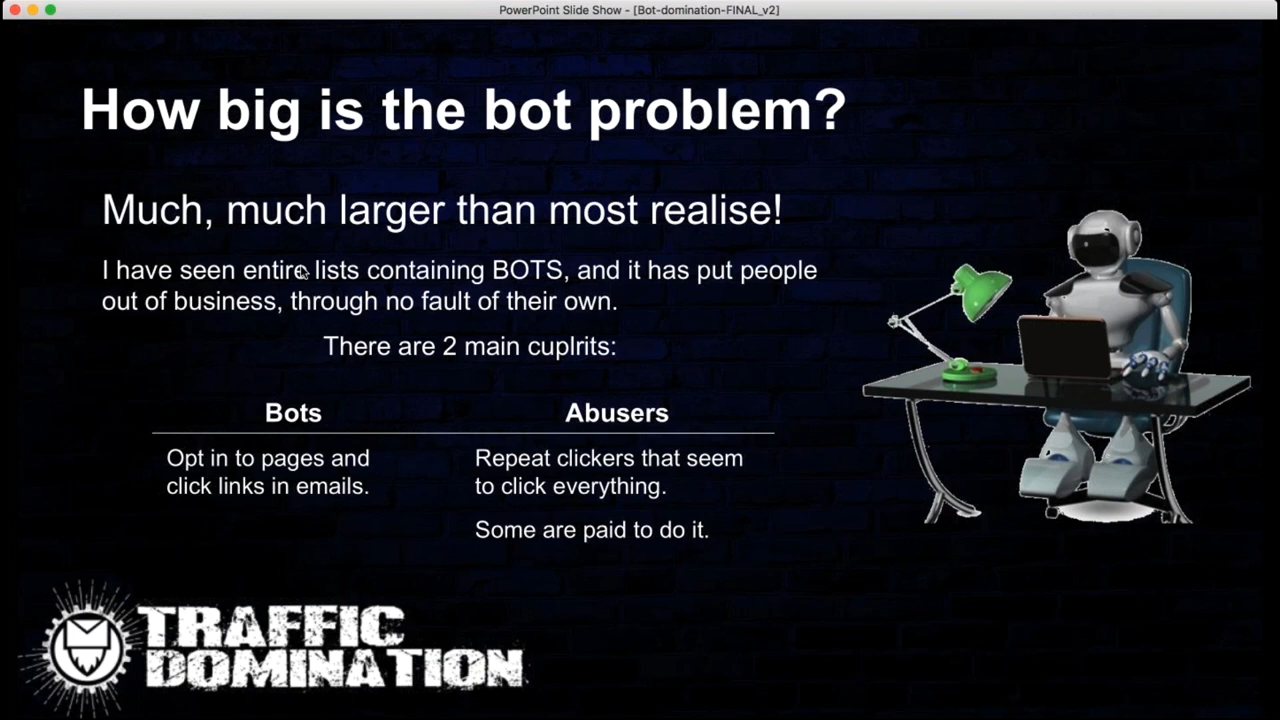 PowerPoint Slide Show - [Bot-domination-FINAL_v2]
How big is the bot problem?
Much, much larger than most realise!
I have seen entire lists containing BOTS, and it has put people
out of business, through no fault of their own.
There are 2 main cuplrits:
Bots
Abusers
Opt in to pages and
click links in emails.
Repeat clickers that seem
to click everything.
Some are paid to do it.
TRAFFIC
DOMINATION